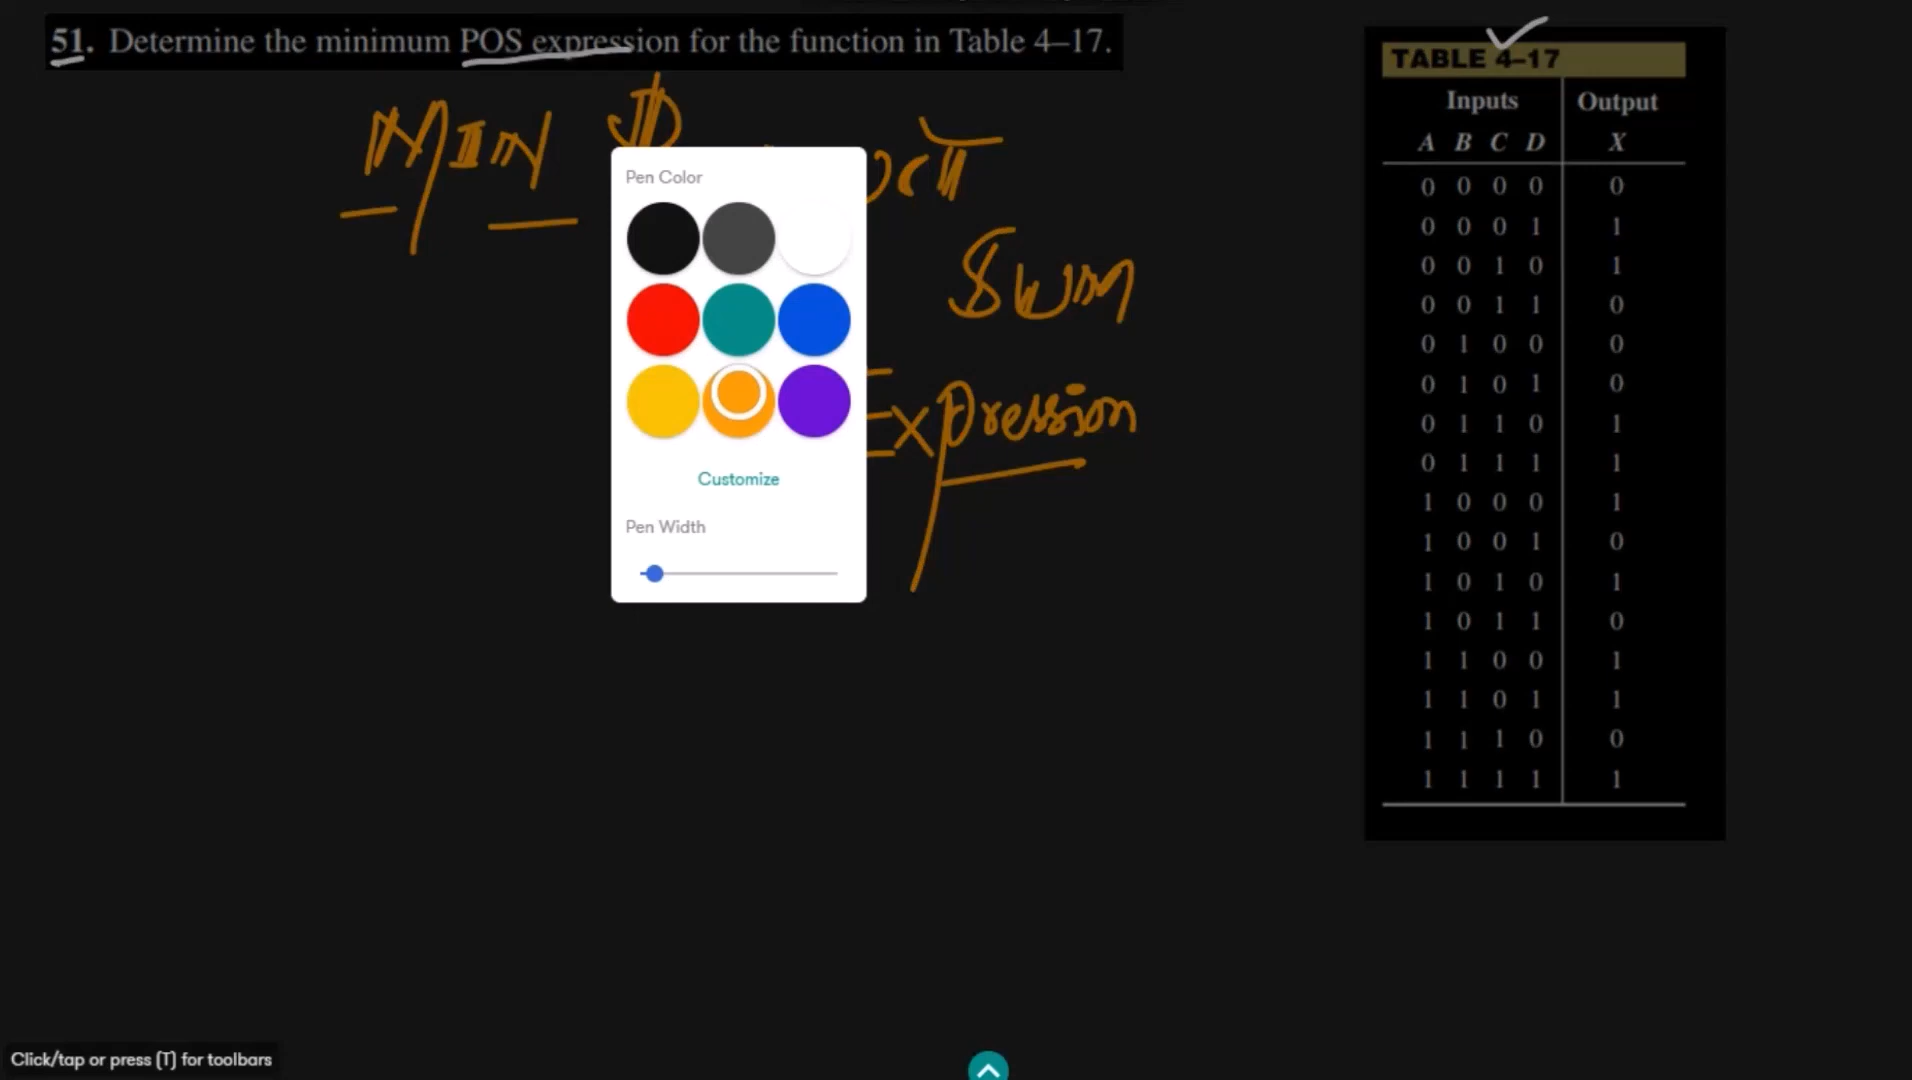 51. Determine the minimum POS expression for the function in Table 4–17.
MIN
Sum
Expression
Pen Color
Customize
Pen Width
TABLE 4–17
Inputs Output
A B C D X
0 0 0 0 0
0 0 0 1 1
0 0 1 0 1
0 0 1 1 0
0 1 0 0 0
0 1 0 1 0
0 1 1 0 1
0 1 1 1 1
1 0 0 0 1
1 0 0 1 0
1 0 1 0 1
1 0 1 1 0
1 1 0 0 1
1 1 0 1 1
1 1 1 0 0
1 1 1 1 1
Click/tap or press (T) for toolbars